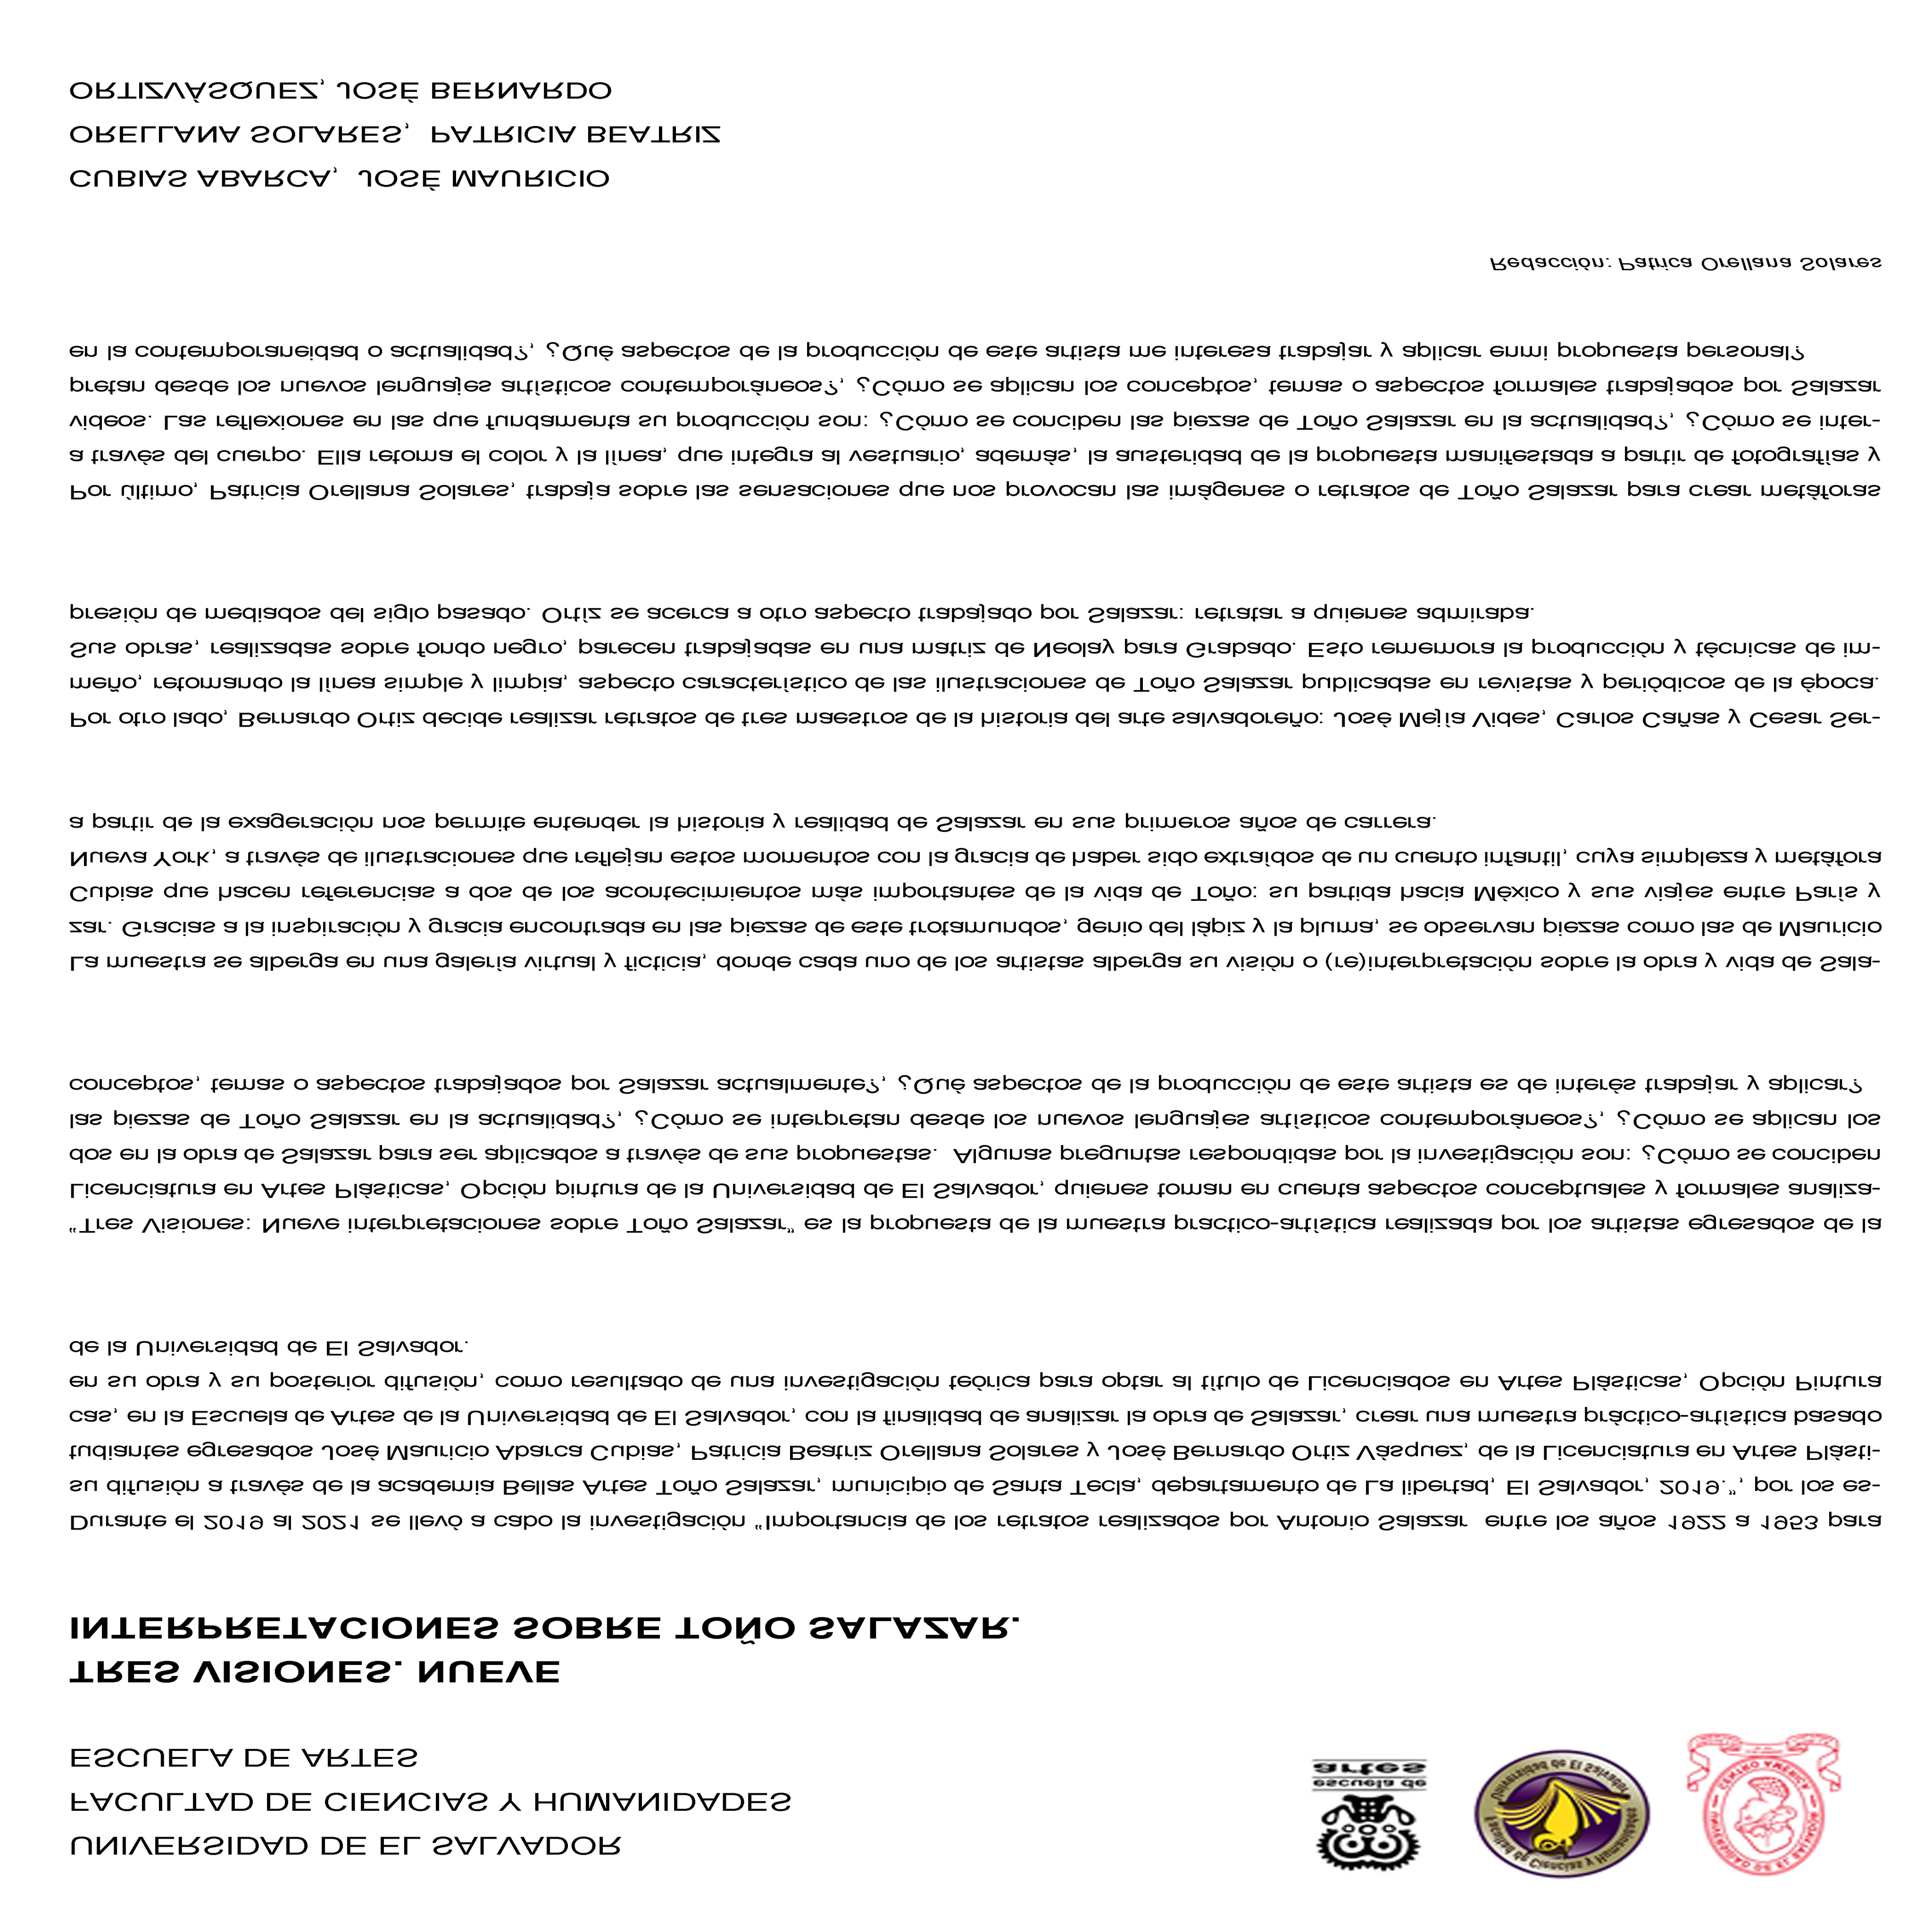 UNIVERSIDAD DE EL SALVADOR
FACULTAD DE CIENCIAS Y HUMANIDADES
ESCUELA DE ARTES
escuela de
artes
Facultad de Ciencias y Humanidades
Universidad de El Salvador
UNIVERSIDAD DE EL SALVADOR
CENTRO AMÉRICA
TRES VISIONES. NUEVE
INTERPRETACIONES SOBRE TOÑO SALAZAR.
Durante el 2019 al 2021 se llevó a cabo la investigación “Importancia de los retratos realizados por Antonio Salazar  entre los años 1922 a 1953 para
su difusión a través de la academia Bellas Artes Toño Salazar, municipio de Santa Tecla, departamento de La libertad, El Salvador, 2019.”, por los es-
tudiantes egresados José Mauricio Abarca Cubias, Patricia Beatriz Orellana Solares y José Bernardo Ortiz Vásquez, de la Licenciatura en Artes Plásti-
cas, en la Escuela de Artes de la Universidad de El Salvador, con la finalidad de analizar la obra de Salazar, crear una muestra práctico-artística basado
en su obra y su posterior difusión, como resultado de una investigación teórica para optar al título de Licenciados en Artes Plásticas, Opción Pintura
de la Universidad de El Salvador.
“Tres Visiones: Nueve interpretaciones sobre Toño Salazar” es la propuesta de la muestra practico-artística realizada por los artistas egresados de la
Licenciatura en Artes Plásticas, Opción pintura de la Universidad de El Salvador, quienes toman en cuenta aspectos conceptuales y formales analiza-
dos en la obra de Salazar para ser aplicados a través de sus propuestas.  Algunas preguntas respondidas por la investigación son: ¿Cómo se conciben
las piezas de Toño Salazar en la actualidad?, ¿Cómo se interpretan desde los nuevos lenguajes artísticos contemporáneos?, ¿Cómo se aplican los
conceptos, temas o aspectos trabajados por Salazar actualmente?, ¿Qué aspectos de la producción de este artista es de interés trabajar y aplicar?
La muestra se alberga en una galería virtual y ficticia, donde cada uno de los artistas alberga su visión o (re)interpretación sobre la obra y vida de Sala-
zar. Gracias a la inspiración y gracia encontrada en las piezas de este trotamundos, genio del lápiz y la pluma, se observan piezas como las de Mauricio
Cubias que hacen referencias a dos de los acontecimientos más importantes de la vida de Toño: su partida hacia México y sus viajes entre París y
Nueva York, a través de ilustraciones que reflejan estos momentos con la gracia de haber sido extraídos de un cuento infantil, cuya simpleza y metáfora
a partir de la exageración nos permite entender la historia y realidad de Salazar en sus primeros años de carrera.
Por otro lado, Bernardo Ortiz decide realizar retratos de tres maestros de la historia del arte salvadoreño: José Mejía Vides, Carlos Cañas y Cesar Ser-
meño, retomando la línea simple y limpia, aspecto característico de las ilustraciones de Toño Salazar publicadas en revistas y periódicos de la época.
Sus obras, realizadas sobre fondo negro, parecen trabajadas en una matriz de Neolay para Grabado. Esto rememora la producción y técnicas de im-
presión de mediados del siglo pasado. Ortíz se acerca a otro aspecto trabajado por Salazar: retratar a quienes admiraba.
Por último, Patricia Orellana Solares, trabaja sobre las sensaciones que nos provocan las imágenes o retratos de Toño Salazar para crear metáforas
a través del cuerpo. Ella retoma el color y la línea, que integra al vestuario, además, la austeridad de la propuesta manifestada a partir de fotografías y
videos. Las reflexiones en las que fundamenta su producción son: ¿Cómo se conciben las piezas de Toño Salazar en la actualidad?, ¿Cómo se inter-
pretan desde los nuevos lenguajes artísticos contemporáneos?, ¿Cómo se aplican los conceptos, temas o aspectos formales trabajados por Salazar
en la contemporaneidad o actualidad?, ¿Qué aspectos de la producción de este artista me interesa trabajar y aplicar enmi propuesta personal?
Redacción: Patrica Orellana Solares
CUBIAS ABARCA,  JOSÉ MAURICIO
ORELLANA SOLARES,  PATRICIA BEATRIZ
ORTIZVÁSQUEZ, JOSÉ BERNARDO